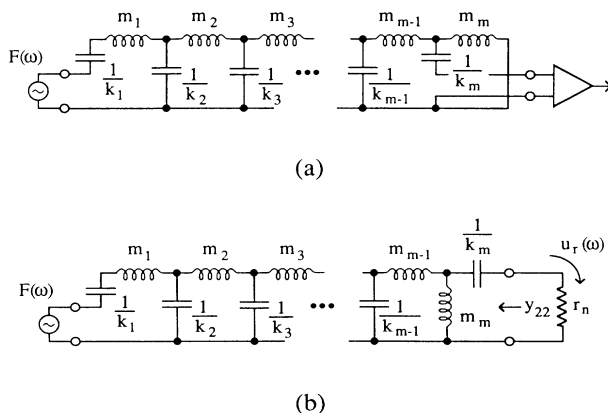 m₁ m₂ m₃ mₘ₋₁ mₘ
F(ω)
1/k₁ 1/k₂ 1/k₃ ••• 1/kₘ₋₁ 1/kₘ
(a)
1/kₘ
m₁ m₂ m₃ mₘ₋₁ uᵣ(ω)
F(ω)
1/k₁ 1/k₂ 1/k₃ ••• 1/kₘ₋₁ mₘ y₂₂ rₙ
(b)